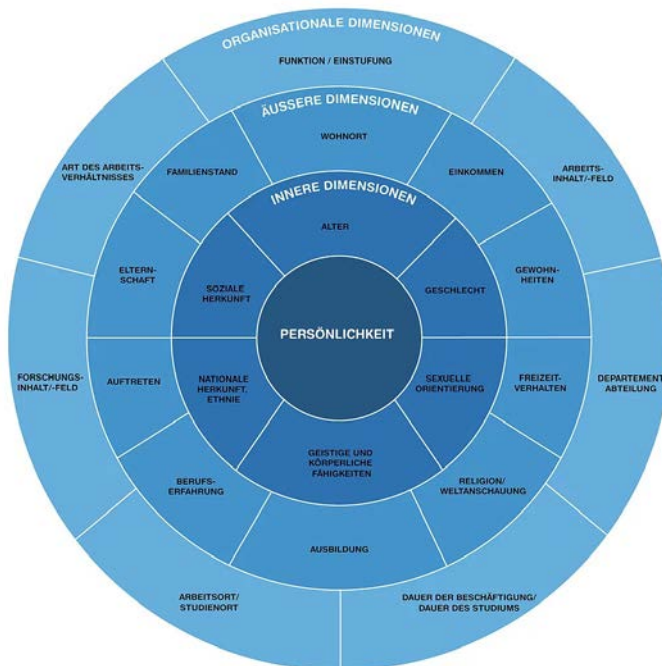 ORGANISATIONALE DIMENSIONEN
FUNKTION / EINSTUFUNG
ÄUSSERE DIMENSIONEN
WOHNORT
ART DES ARBEITS-
VERHÄLTNISSES
FAMILIENSTAND
EINKOMMEN
ARBEITS-
INHALT/-FELD
INNERE DIMENSIONEN
ALTER
ELTERN-
SCHAFT
SOZIALE
HERKUNFT
GESCHLECHT
GEWOHN-
HEITEN
PERSÖNLICHKEIT
FORSCHUNGS-
INHALT/-FELD
AUFTRETEN
NATIONALE
HERKUNFT,
ETHNIE
SEXUELLE
ORIENTIERUNG
FREIZEIT-
VERHALTEN
DEPARTEMENT/
ABTEILUNG
GEISTIGE UND
KÖRPERLICHE
FÄHIGKEITEN
BERUFS-
ERFAHRUNG
RELIGION/
WELTANSCHAUUNG
AUSBILDUNG
ARBEITSORT/
STUDIENORT
DAUER DER BESCHÄFTIGUNG/
DAUER DES STUDIUMS